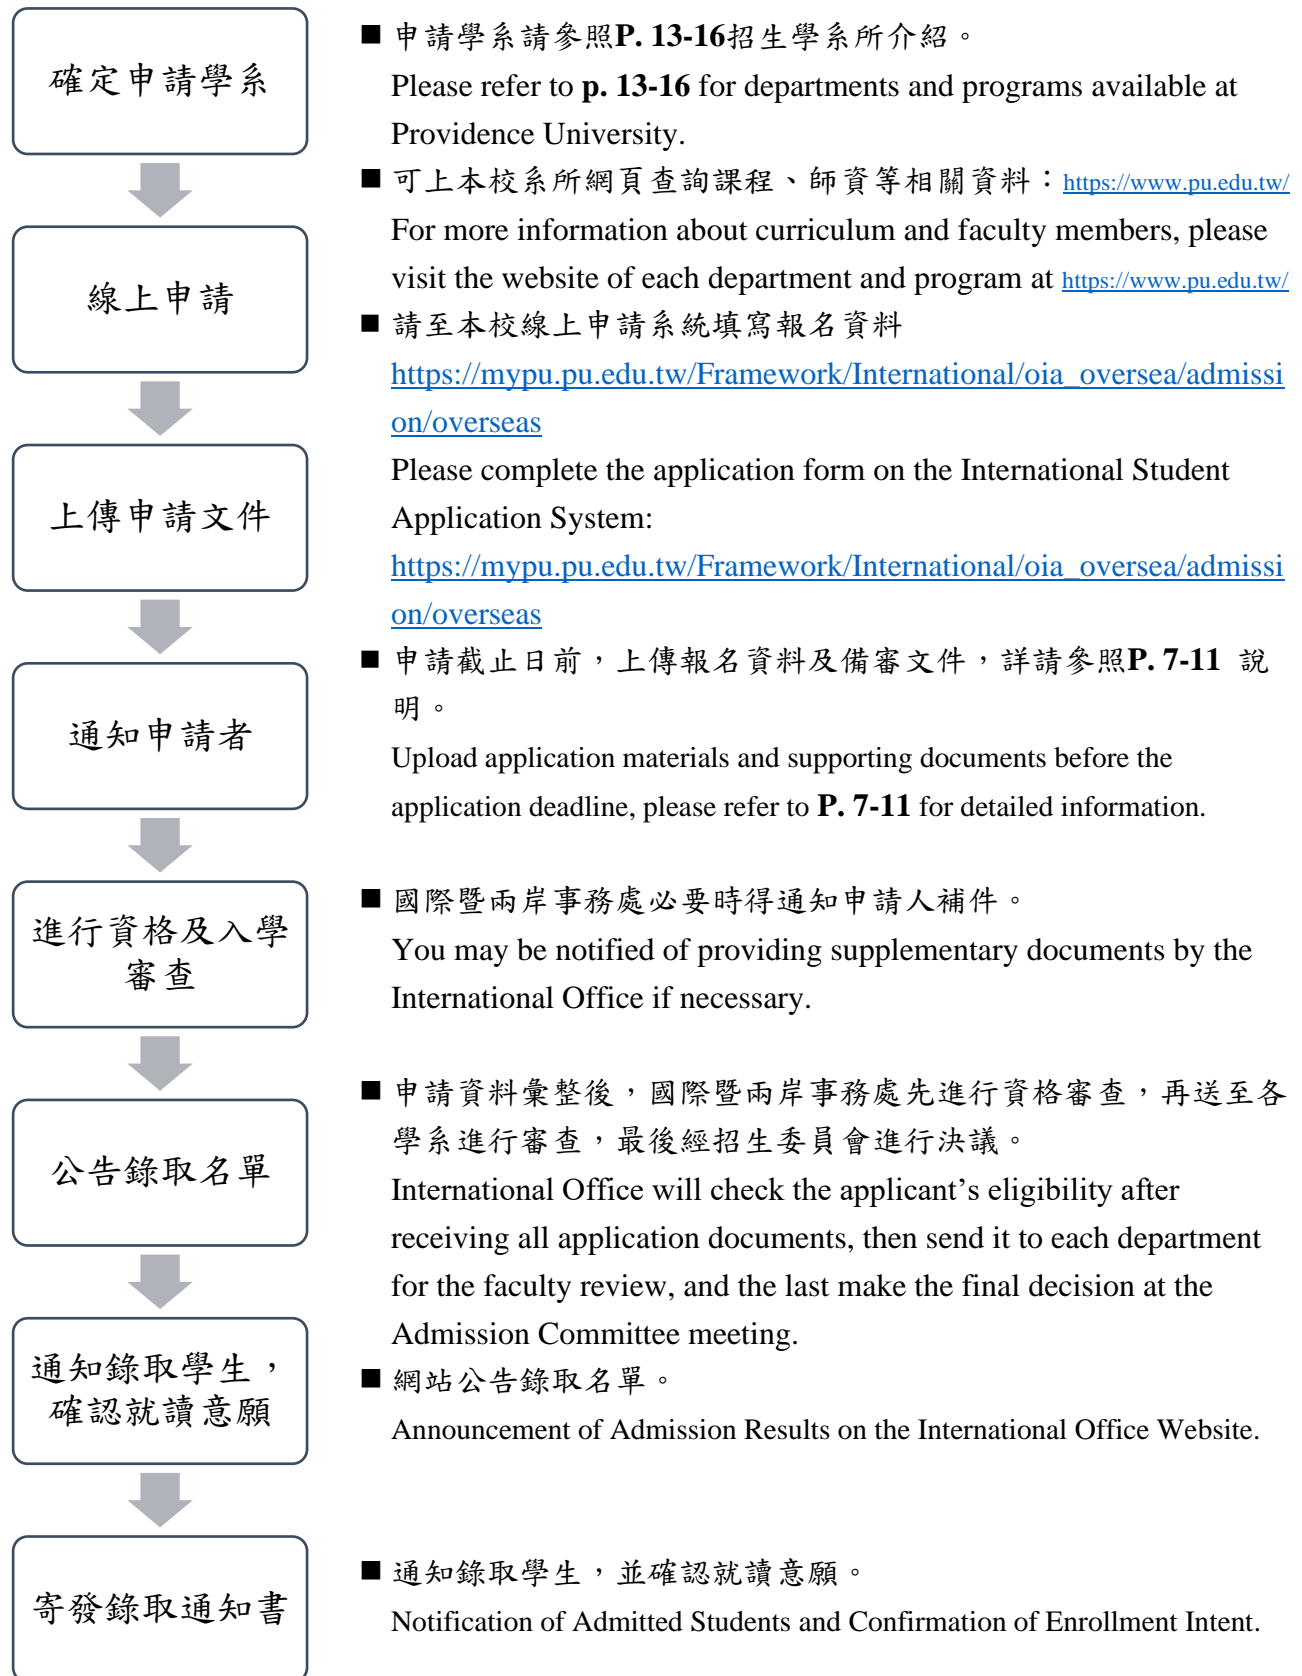 確定申請學系
線上申請
上傳申請文件
通知申請者
進行資格及入學
審查
公告錄取名單
通知錄取學生，
確認就讀意願
寄發錄取通知書
■ 申請學系請參照P. 13-16招生學系所介紹。
Please refer to p. 13-16 for departments and programs available at
Providence University.
■ 可上本校系所網頁查詢課程、師資等相關資料：https://www.pu.edu.tw/
For more information about curriculum and faculty members, please
visit the website of each department and program at https://www.pu.edu.tw/
■ 請至本校線上申請系統填寫報名資料
https://mypu.pu.edu.tw/Framework/International/oia_oversea/admissi
on/overseas
Please complete the application form on the International Student
Application System:
https://mypu.pu.edu.tw/Framework/International/oia_oversea/admissi
on/overseas
■ 申請截止日前，上傳報名資料及備審文件，詳請參照P. 7-11 說
明。
Upload application materials and supporting documents before the
application deadline, please refer to P. 7-11 for detailed information.
■ 國際暨兩岸事務處必要時得通知申請人補件。
You may be notified of providing supplementary documents by the
International Office if necessary.
■ 申請資料彙整後，國際暨兩岸事務處先進行資格審查，再送至各
學系進行審查，最後經招生委員會進行決議。
International Office will check the applicant’s eligibility after
receiving all application documents, then send it to each department
for the faculty review, and the last make the final decision at the
Admission Committee meeting.
■ 網站公告錄取名單。
Announcement of Admission Results on the International Office Website.
■ 通知錄取學生，並確認就讀意願。
Notification of Admitted Students and Confirmation of Enrollment Intent.